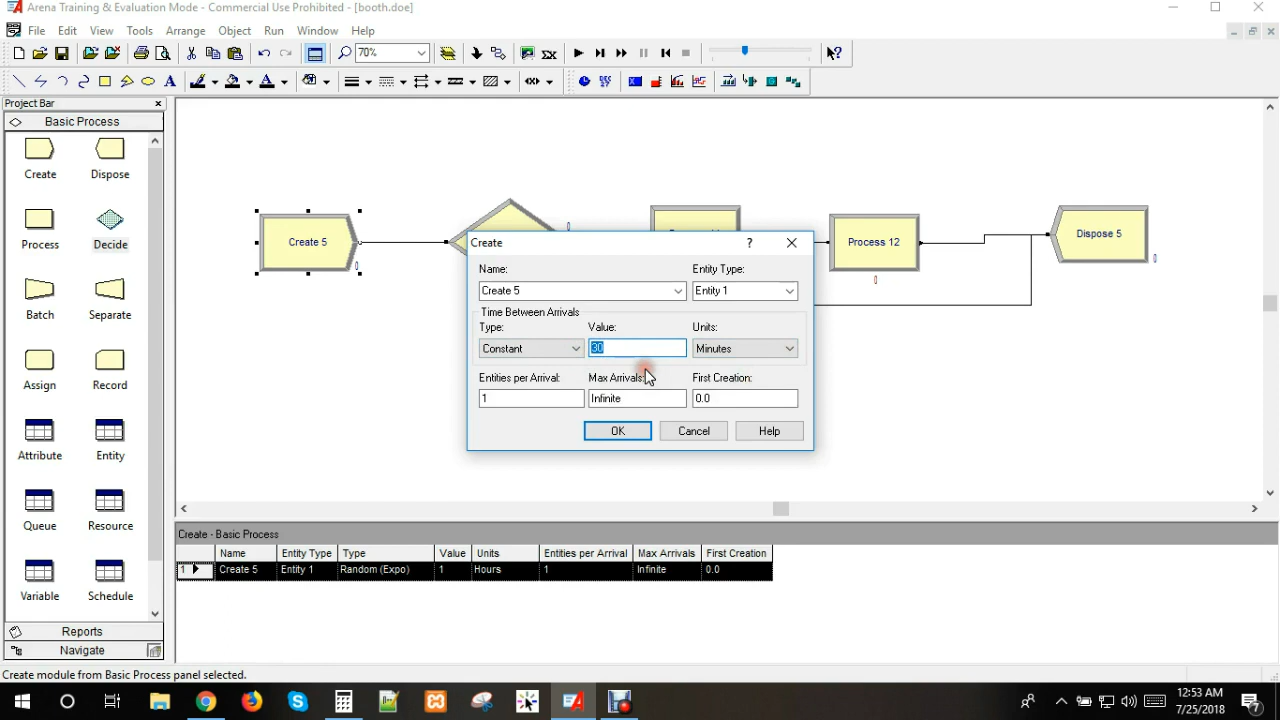 Arena Training & Evaluation Mode - Commercial Use Prohibited - [booth.doe]
File Edit View Tools Arrange Object Run Window Help
70%
Project Bar
Basic Process
Create Dispose
Process Decide
Batch Separate
Assign Record
Attribute Entity
Queue Resource
Variable Schedule
Reports
Navigate
Create 5
Process 12
0
Dispose 5
Create
Name: Entity Type:
Create 5 Entity 1
Time Between Arrivals
Type: Value: Units:
Constant 30 Minutes
Entities per Arrival: Max Arrivals: First Creation:
1 Infinite 0.0
OK Cancel Help
Create - Basic Process
Name Entity Type Type Value Units Entities per Arrival Max Arrivals First Creation
1 Create 5 Entity 1 Random (Expo) 1 Hours 1 Infinite 0.0
Create module from Basic Process panel selected.
12:53 AM
7/25/2018
7